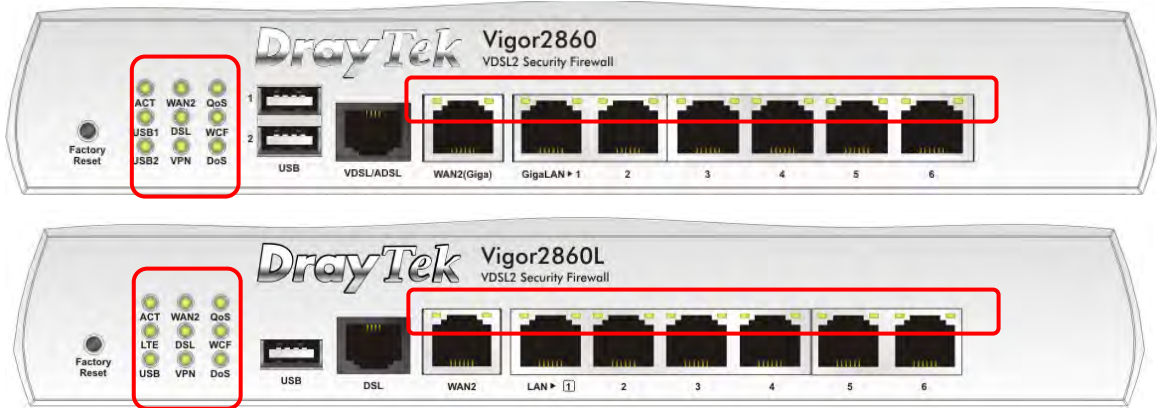 DrayTek Vigor2860
VDSL2 Security Firewall
ACT WAN2 QoS
USB1 DSL WCF
USB2 VPN DoS
Factory
Reset
1
2
USB
VDSL/ADSL
WAN2(Giga)
GigaLAN ▶ 1 2 3 4 5 6
DrayTek Vigor2860L
VDSL2 Security Firewall
ACT WAN2 QoS
LTE DSL WCF
USB VPN DoS
Factory
Reset
USB
DSL
WAN2
LAN ▶ 1 2 3 4 5 6